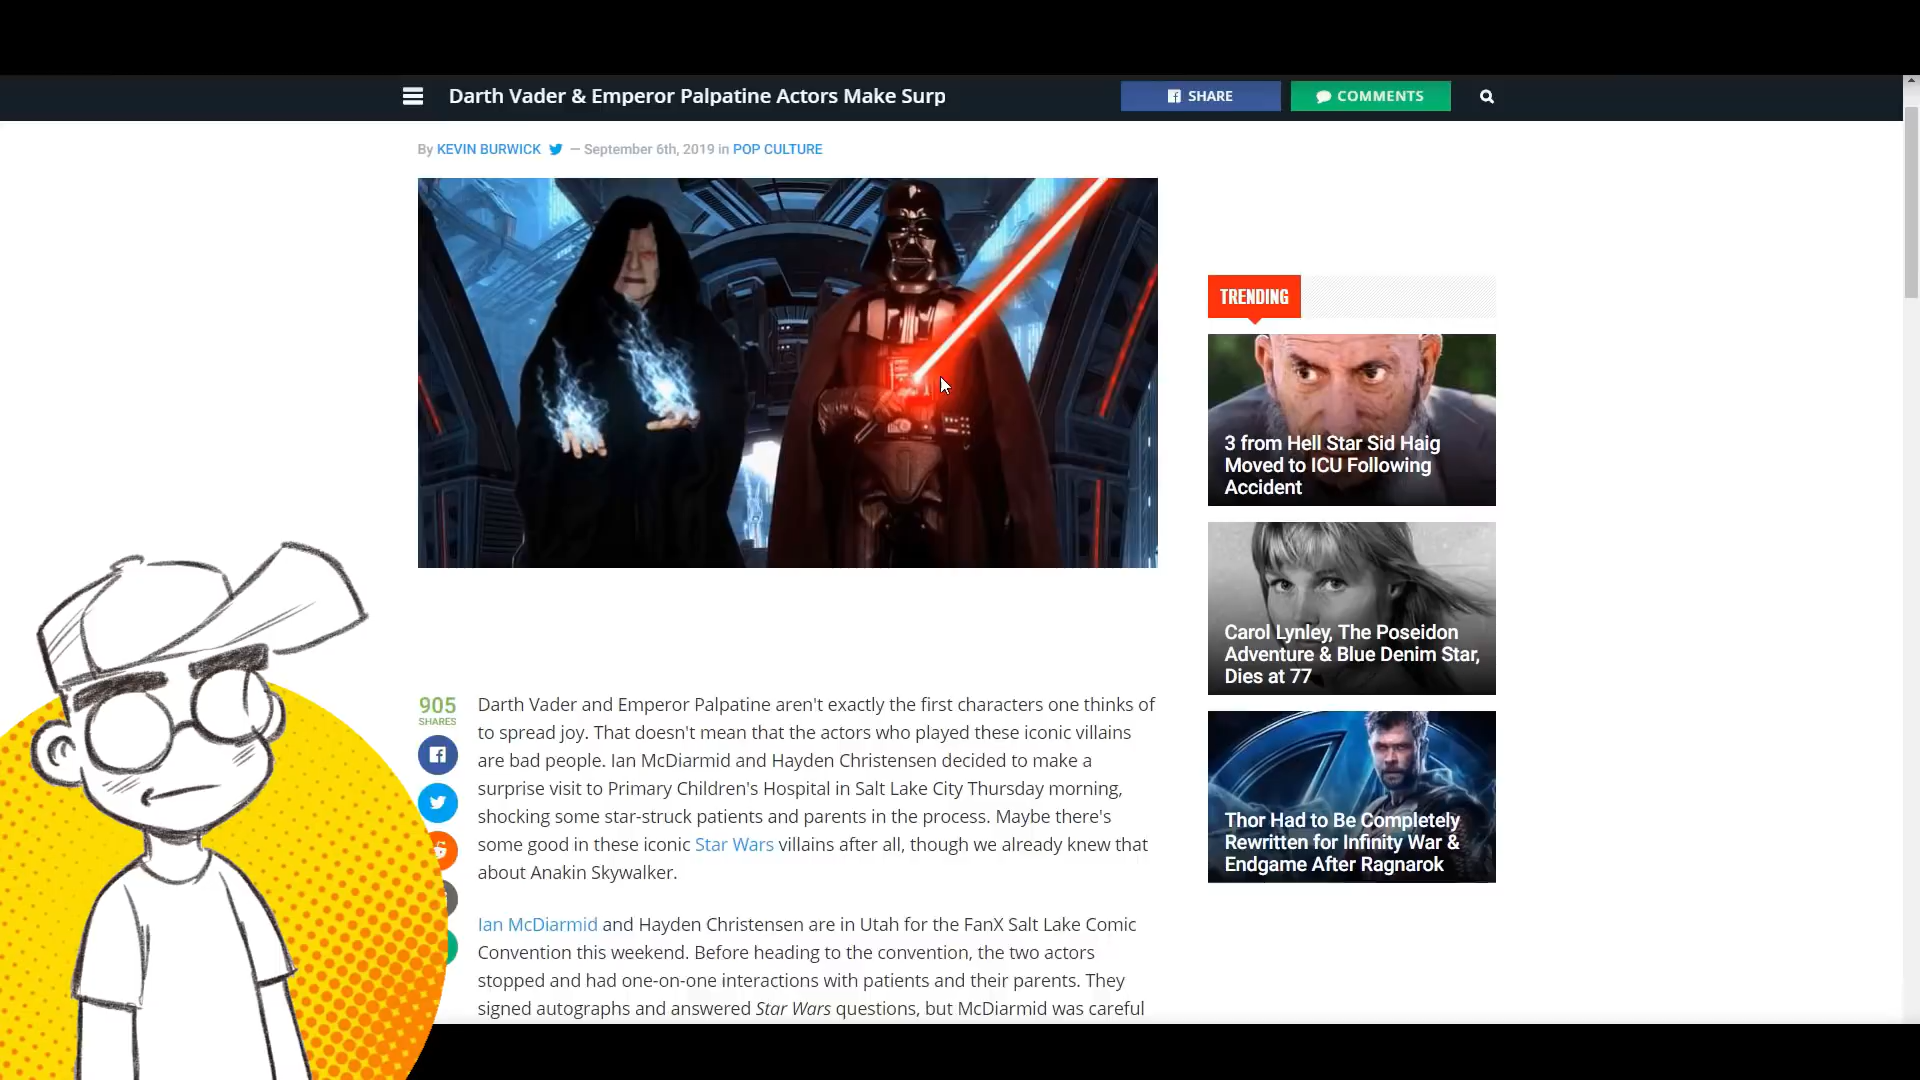 Darth Vader & Emperor Palpatine Actors Make Surp
SHARE
COMMENTS
By KEVIN BURWICK — September 6th, 2019 in POP CULTURE
TRENDING
3 from Hell Star Sid Haig
Moved to ICU Following
Accident
Carol Lynley, The Poseidon
Adventure & Blue Denim Star,
Dies at 77
Thor Had to Be Completely
Rewritten for Infinity War &
Endgame After Ragnarok
905
SHARES
Darth Vader and Emperor Palpatine aren't exactly the first characters one thinks of
to spread joy. That doesn't mean that the actors who played these iconic villains
are bad people. Ian McDiarmid and Hayden Christensen decided to make a
surprise visit to Primary Children's Hospital in Salt Lake City Thursday morning,
shocking some star-struck patients and parents in the process. Maybe there's
some good in these iconic Star Wars villains after all, though we already knew that
about Anakin Skywalker.
Ian McDiarmid and Hayden Christensen are in Utah for the FanX Salt Lake Comic
Convention this weekend. Before heading to the convention, the two actors
stopped and had one-on-one interactions with patients and their parents. They
signed autographs and answered Star Wars questions, but McDiarmid was careful